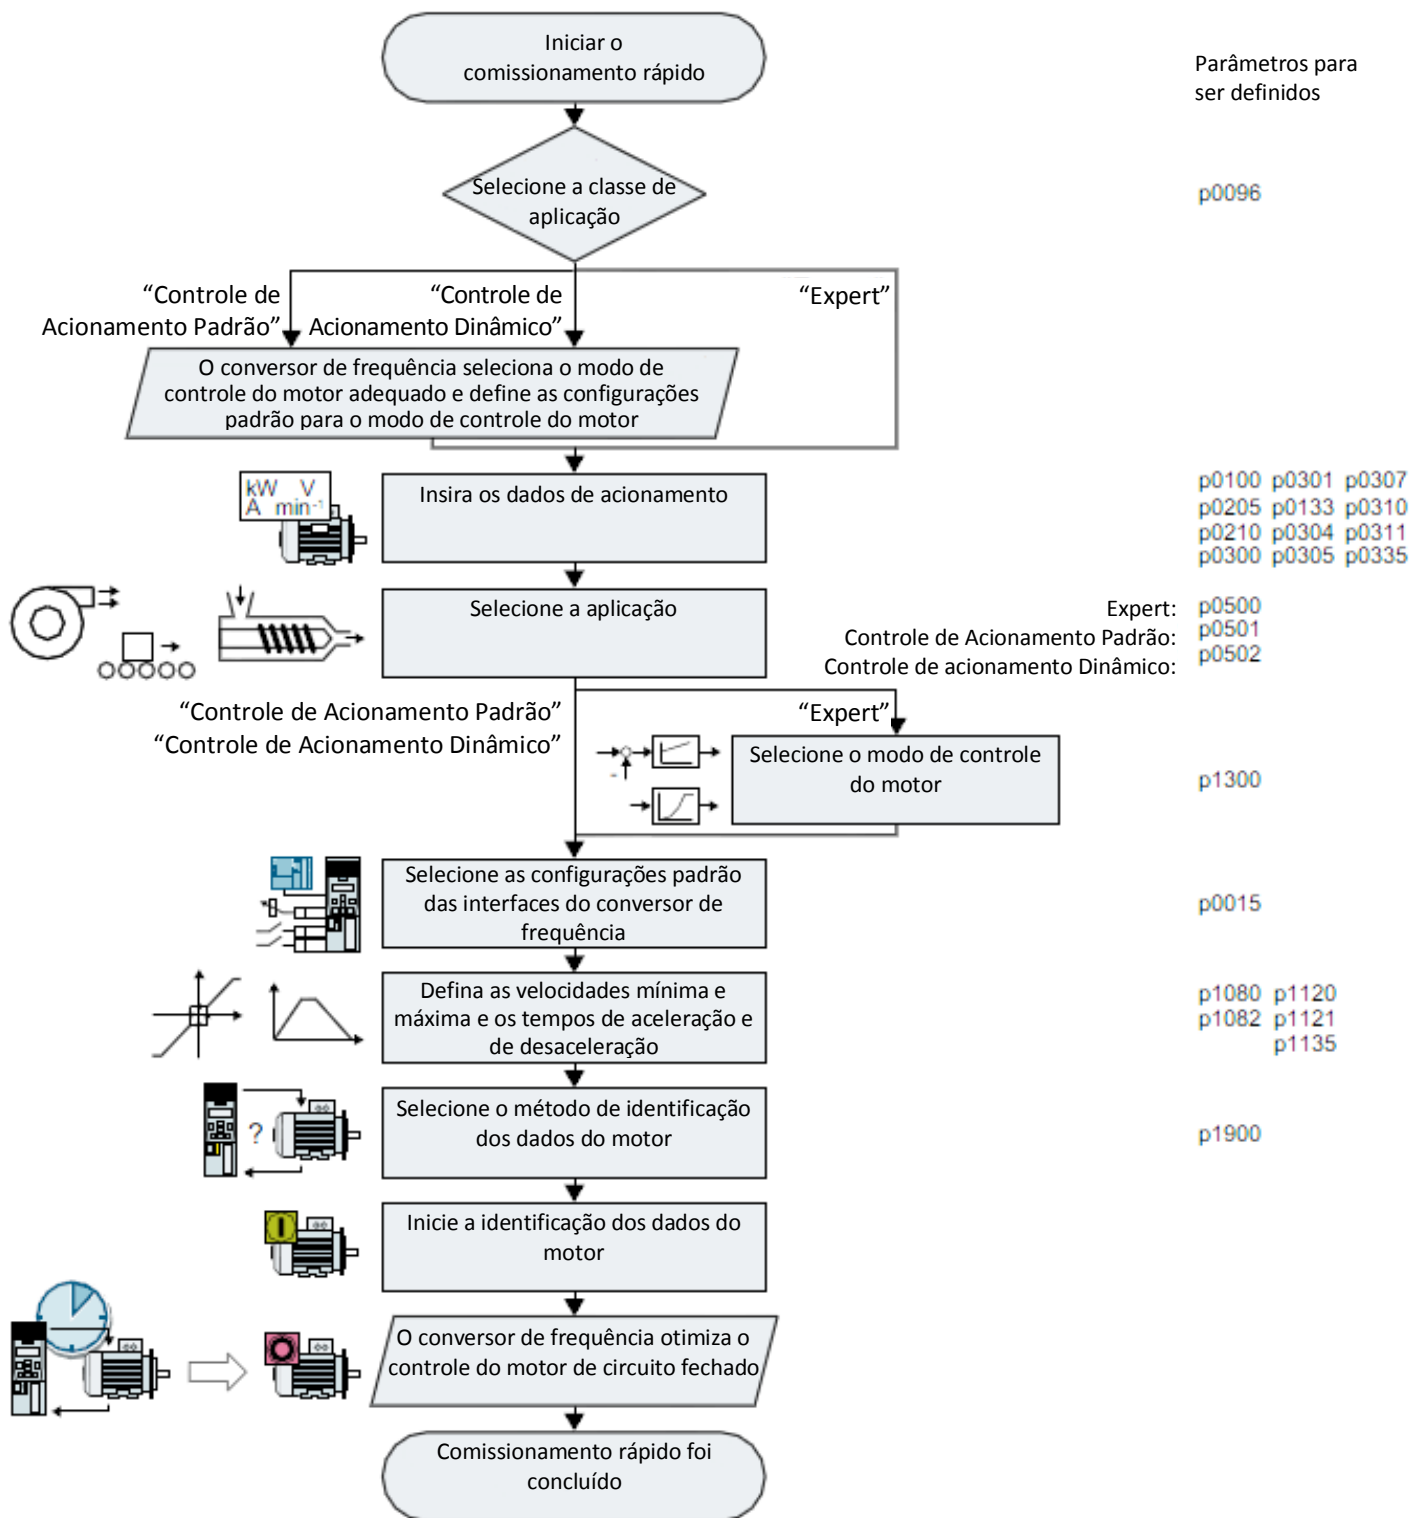 Iniciar o
comissionamento rápido
Parâmetros para
ser definidos
Selecione a classe de
aplicação
p0096
“Controle de
Acionamento Padrão”
“Controle de
Acionamento Dinâmico”
“Expert”
O conversor de frequência seleciona o modo de
controle do motor adequado e define as configurações
padrão para o modo de controle do motor
kW V
A min⁻¹
Insira os dados de acionamento
p0100 p0301 p0307
p0205 p0133 p0310
p0210 p0304 p0311
p0300 p0305 p0335
Selecione a aplicação
Expert: p0500
Controle de Acionamento Padrão: p0501
Controle de acionamento Dinâmico: p0502
“Controle de Acionamento Padrão”
“Controle de Acionamento Dinâmico”
“Expert”
-
Selecione o modo de controle
do motor
p1300
Selecione as configurações padrão
das interfaces do conversor de
frequência
p0015
Defina as velocidades mínima e
máxima e os tempos de aceleração e
de desaceleração
p1080 p1120
p1082 p1121
p1135
?
Selecione o método de identificação
dos dados do motor
p1900
Inicie a identificação dos dados do
motor
O conversor de frequência otimiza o
controle do motor de circuito fechado
Comissionamento rápido foi
concluído